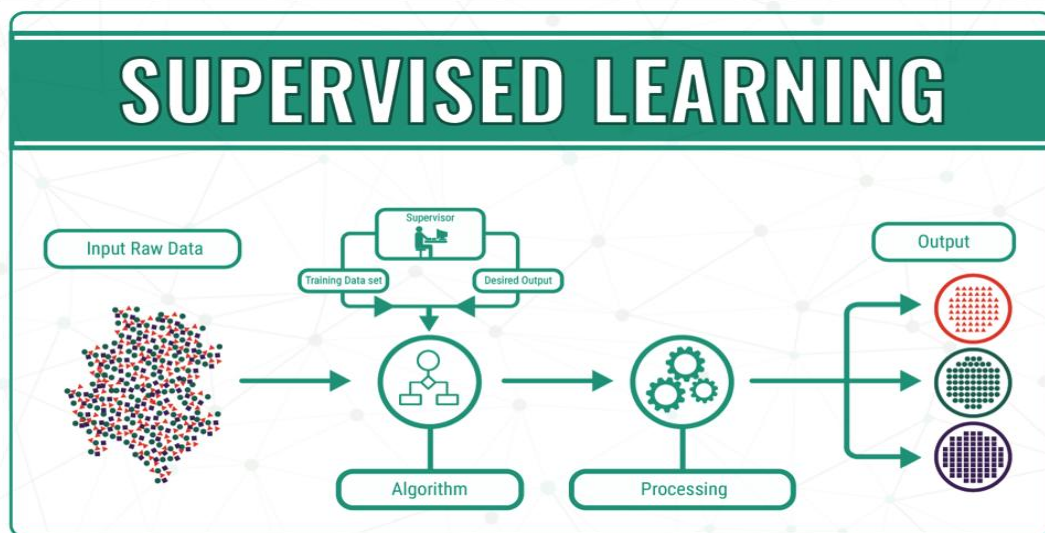 SUPERVISED LEARNING
Input Raw Data
Supervisor
Training Data set
Desired Output
Output
Algorithm
Processing